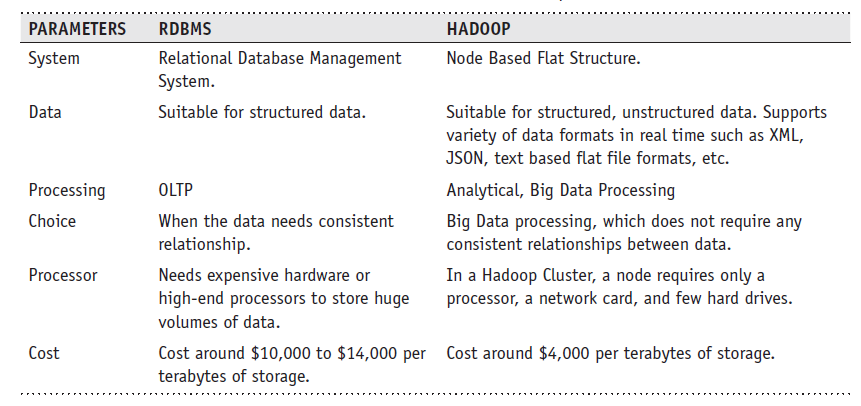 PARAMETERS RDBMS HADOOP
System Relational Database Management Node Based Flat Structure.
System.
Data Suitable for structured data. Suitable for structured, unstructured data. Supports
variety of data formats in real time such as XML,
JSON, text based flat file formats, etc.
Processing OLTP Analytical, Big Data Processing
Choice When the data needs consistent Big Data processing, which does not require any
relationship. consistent relationships between data.
Processor Needs expensive hardware or In a Hadoop Cluster, a node requires only a
high-end processors to store huge processor, a network card, and few hard drives.
volumes of data.
Cost Cost around $10,000 to $14,000 per Cost around $4,000 per terabytes of storage.
terabytes of storage.